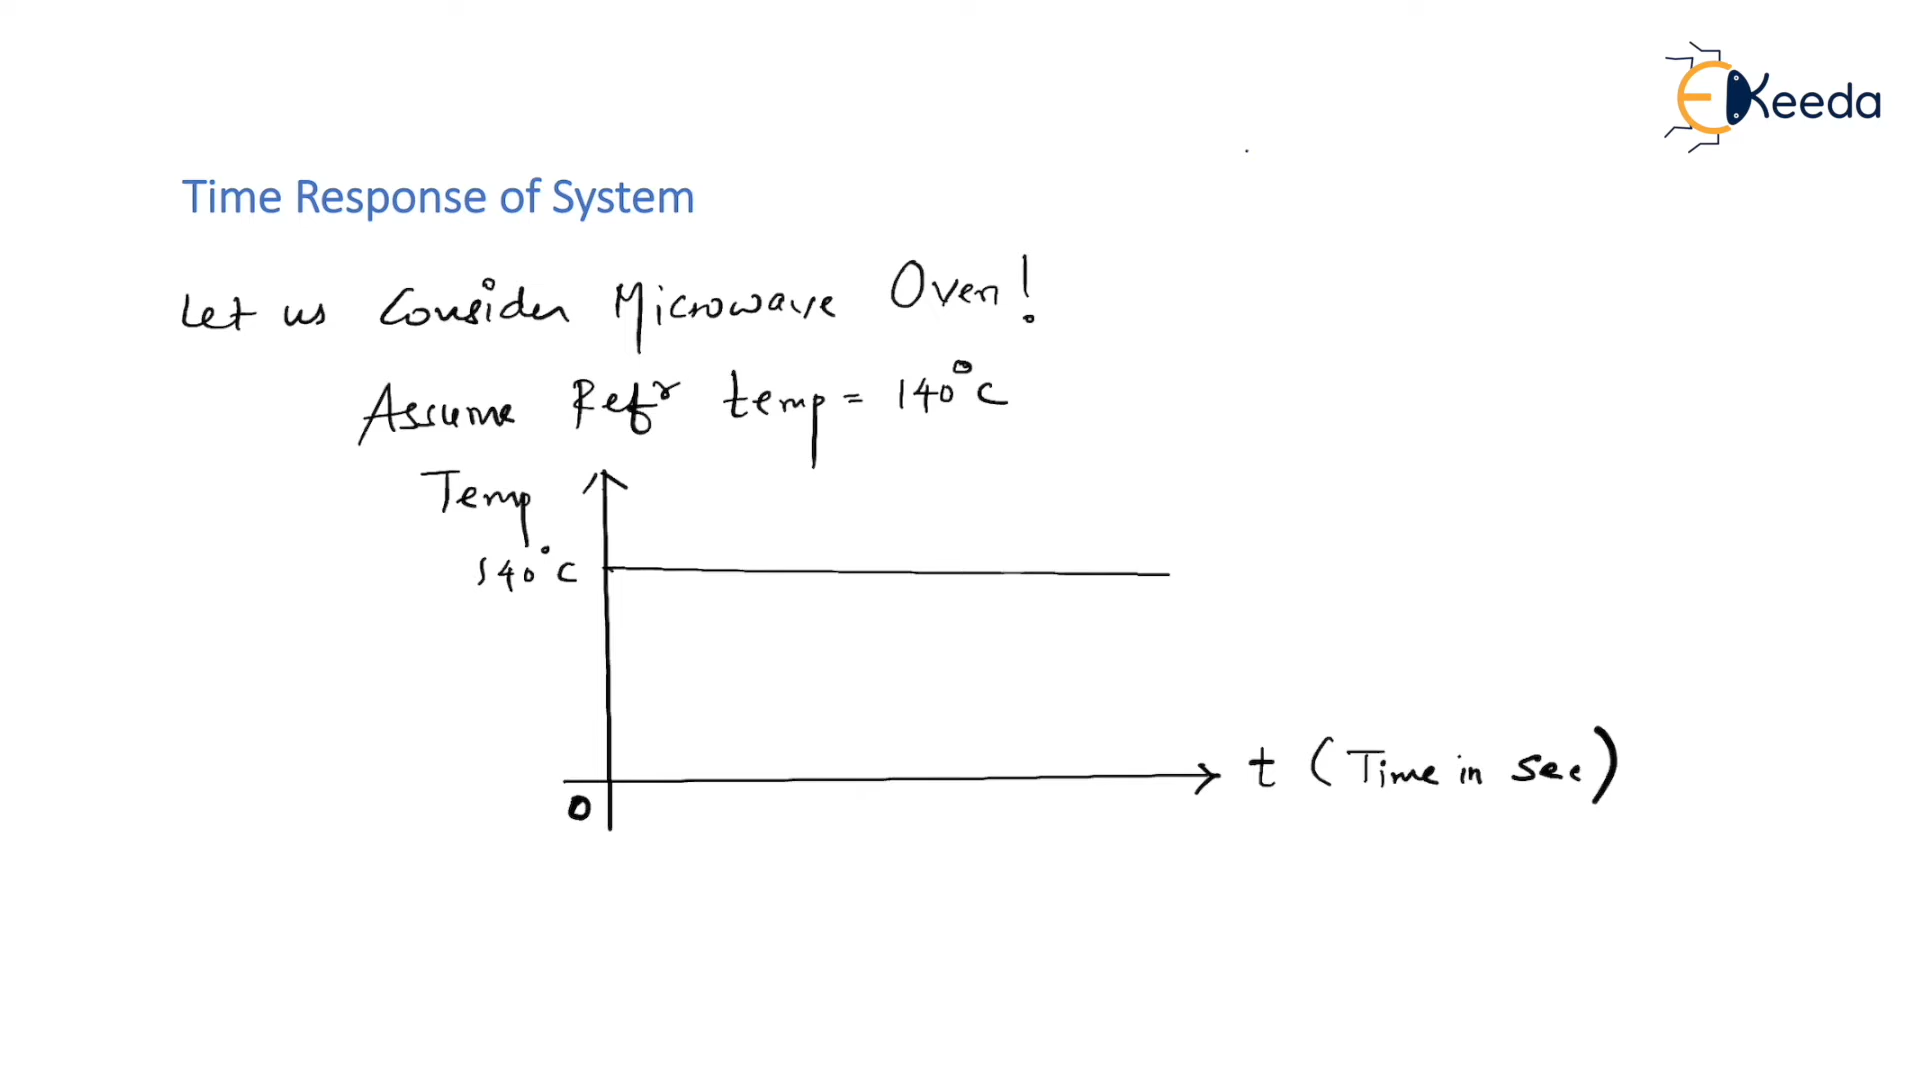 EKeeda
Time Response of System
Let us Consider Microwave Oven!
Assume Refr temp = 140°C
Temp
140°C
t (Time in sec)
0